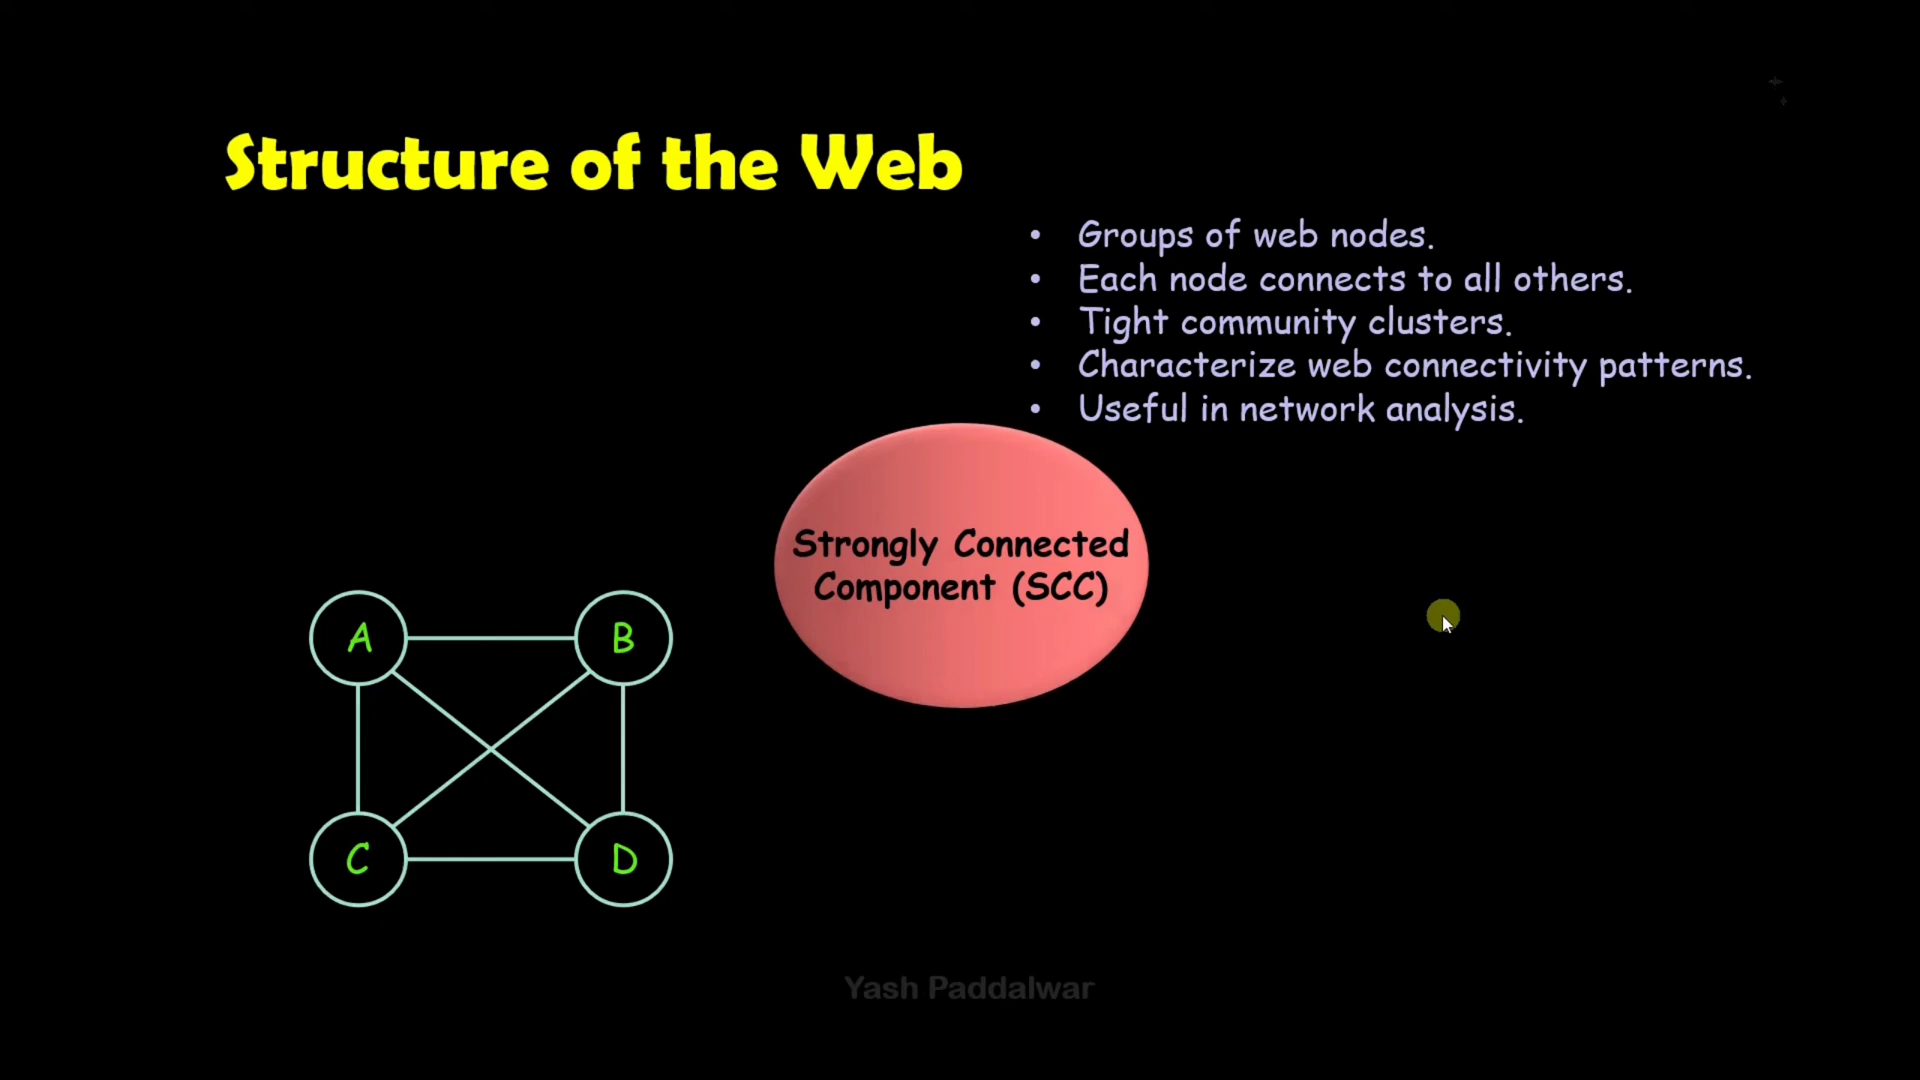 Structure of the Web
• Groups of web nodes.
• Each node connects to all others.
• Tight community clusters.
• Characterize web connectivity patterns.
• Useful in network analysis.
Strongly Connected
Component (SCC)
A
B
C
D
Yash Paddalwar